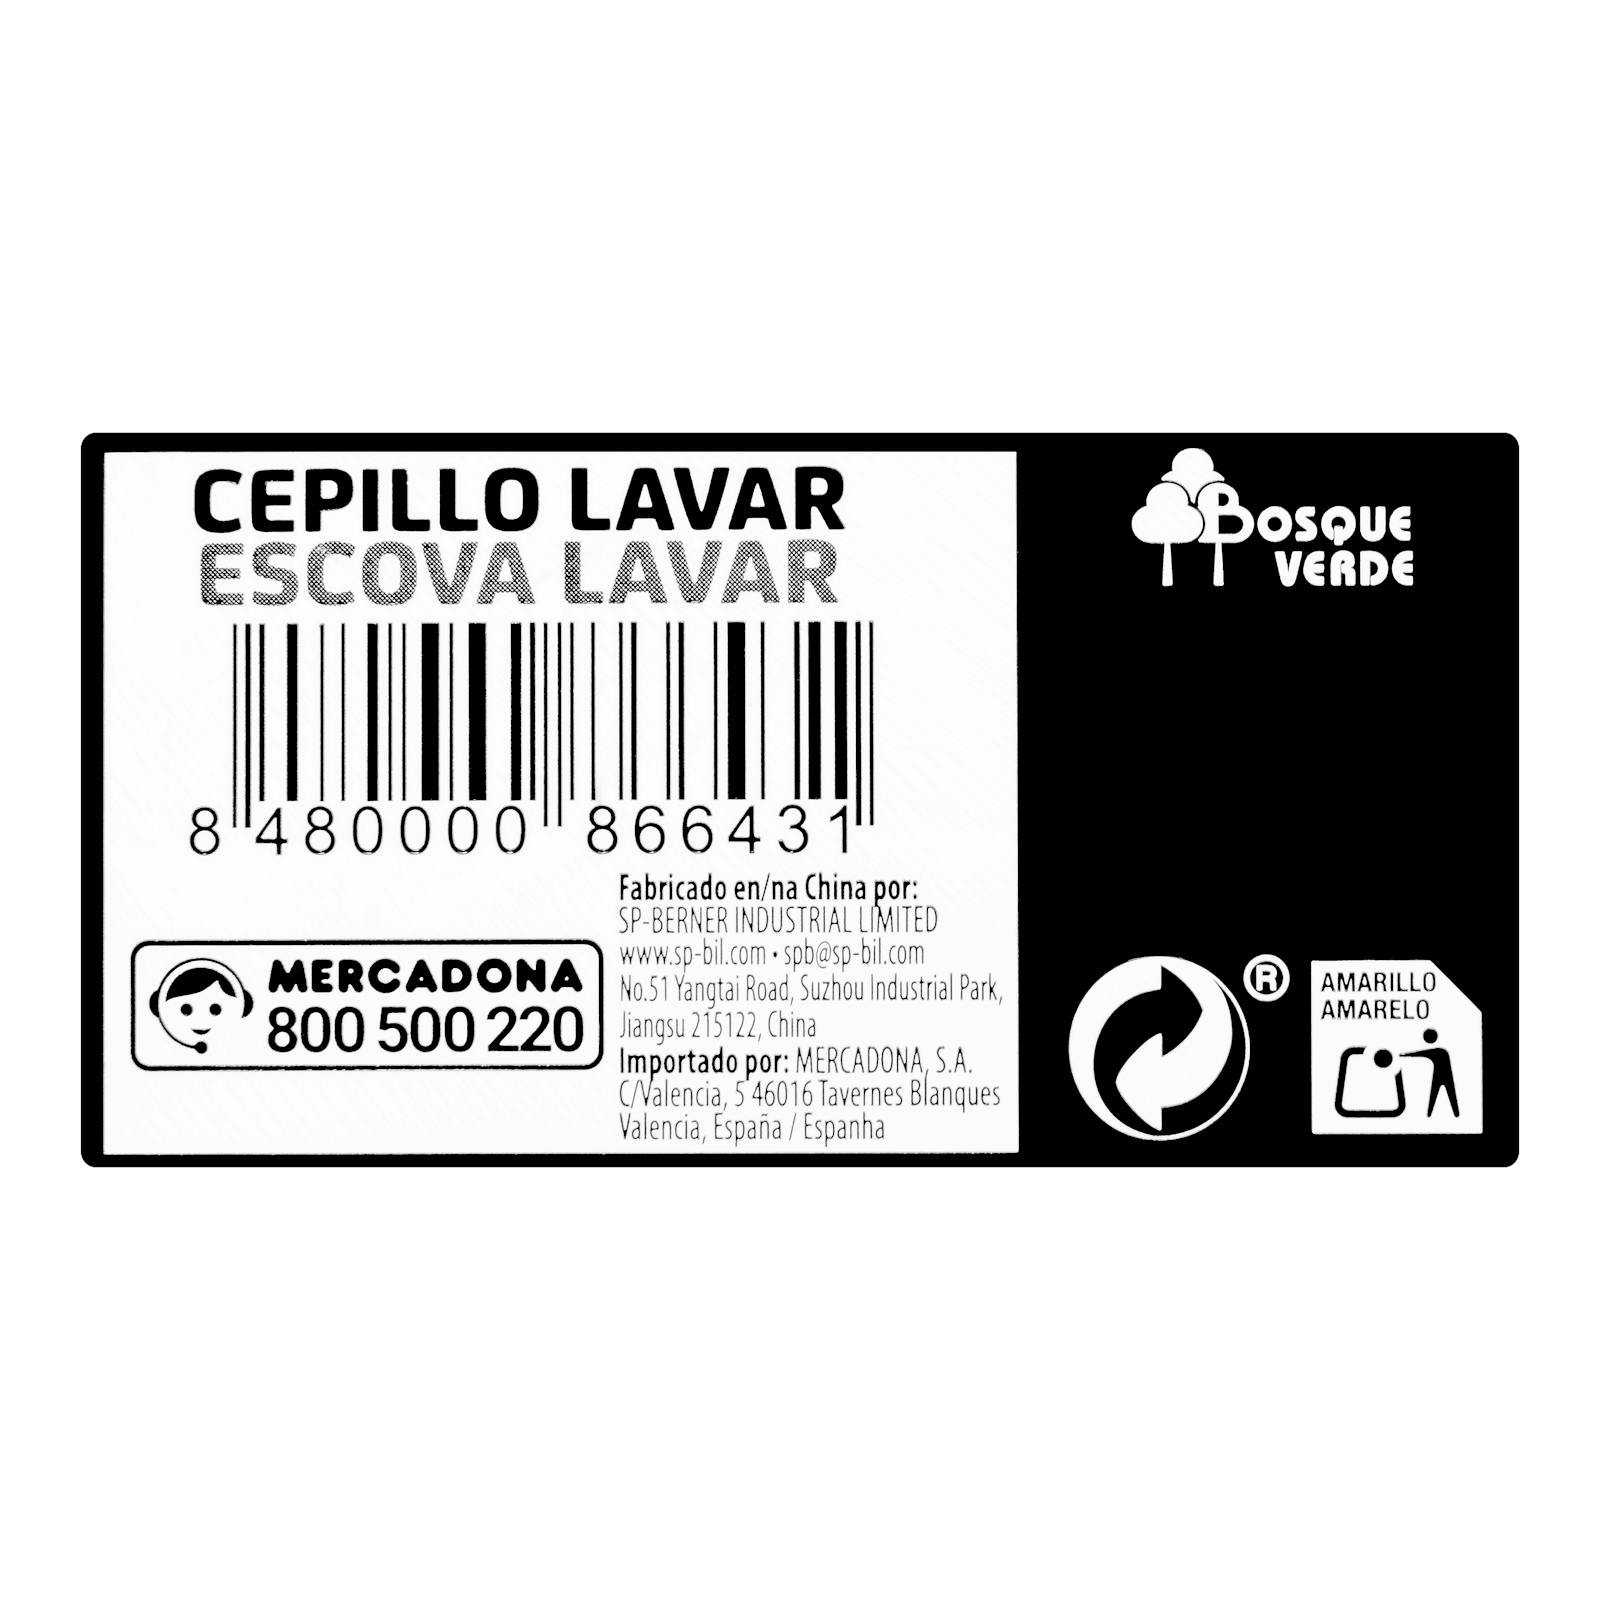 CEPILLO LAVAR
ESCOVA LAVAR
8 480000 866431
MERCADONA
800 500 220
Fabricado en/na China por:
SP-BERNER INDUSTRIAL LIMITED
www.sp-bil.com • spb@sp-bil.com
No.51 Yangtai Road, Suzhou Industrial Park,
Jiangsu 215122, China
Importado por: MERCADONA, S.A.
C/Valencia, 5 46016 Tavernes Blanques
Valencia, España / Espanha
BOSQUE
VERDE
®
AMARILLO
AMARELO